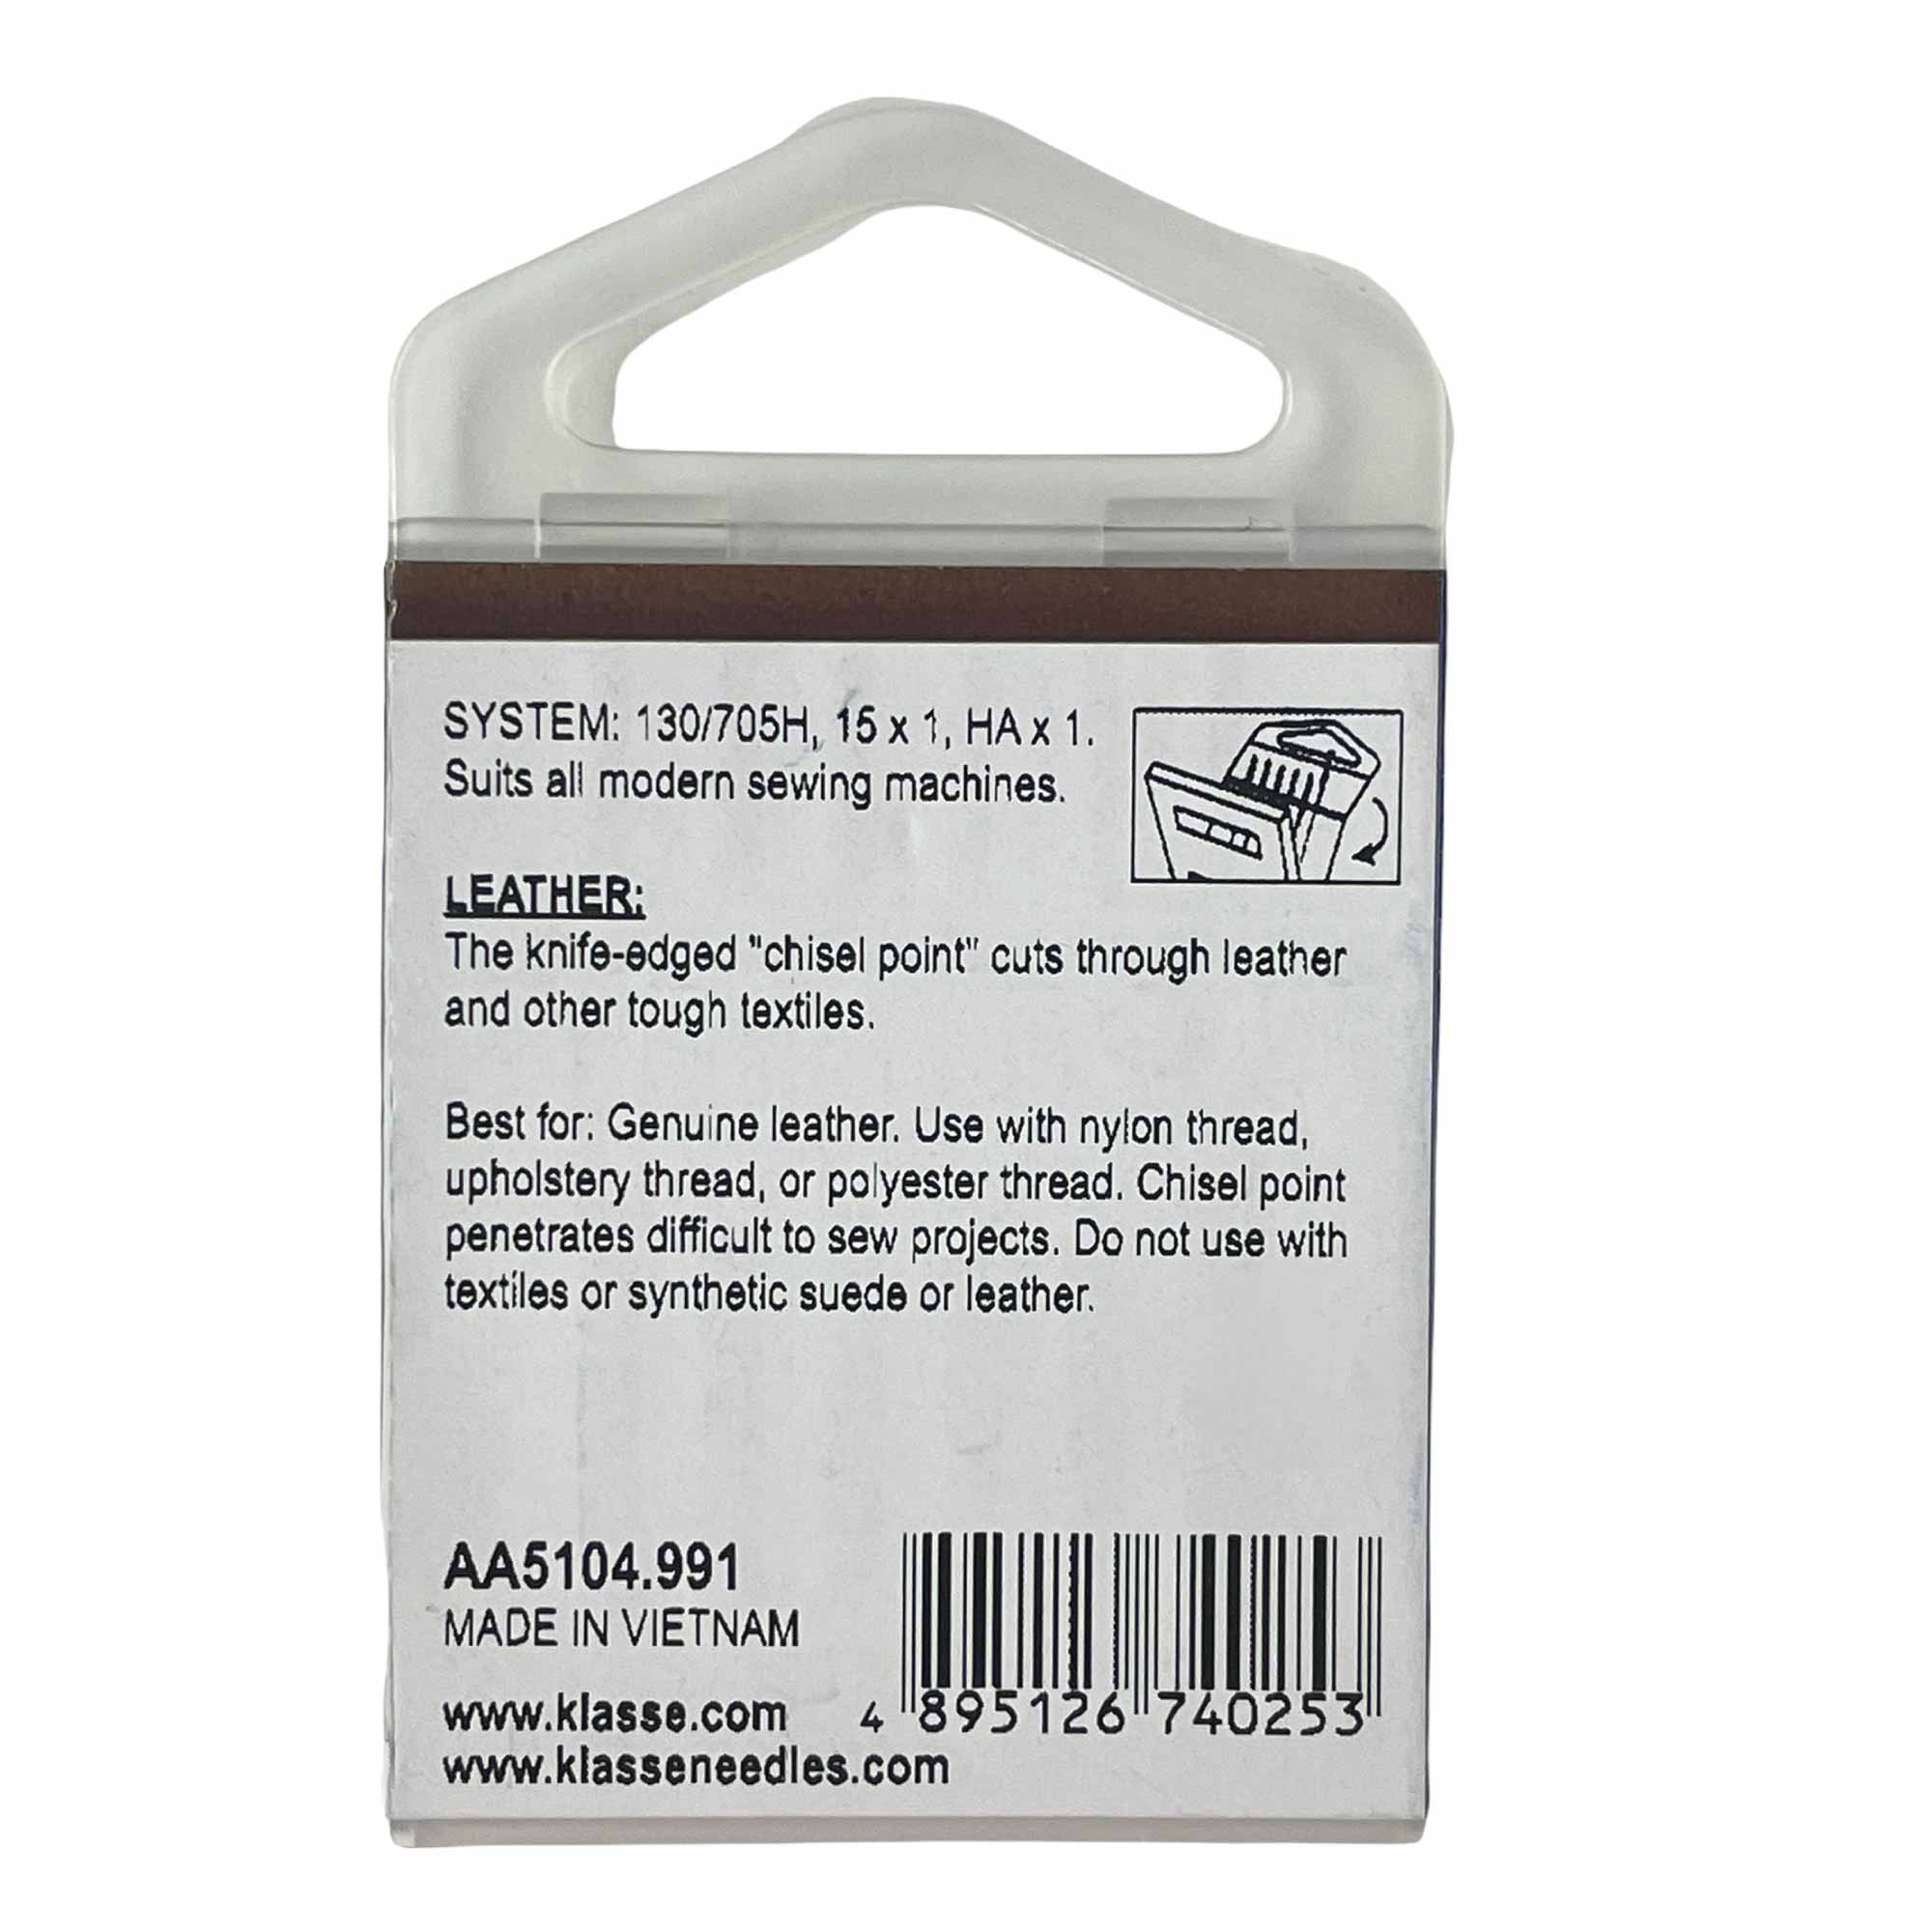 SYSTEM: 130/705H, 15 x 1, HA x 1.
Suits all modern sewing machines.
LEATHER:
The knife-edged "chisel point" cuts through leather
and other tough textiles.
Best for: Genuine leather. Use with nylon thread,
upholstery thread, or polyester thread. Chisel point
penetrates difficult to sew projects. Do not use with
textiles or synthetic suede or leather.
AA5104.991
MADE IN VIETNAM
www.klasse.com
4 895126 740253
www.klasseneedles.com